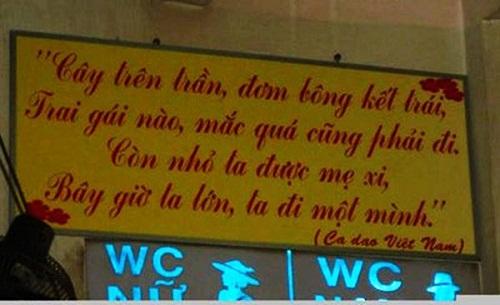 "Cây trên trần, đơm bông kết trái,
Trai gái nào, mắc quá cũng phải đi.
Còn nhỏ ta được mẹ xi,
Bây giờ ta lớn, ta đi một mình."
(Ca dao Việt Nam)
WC WC
NỮ